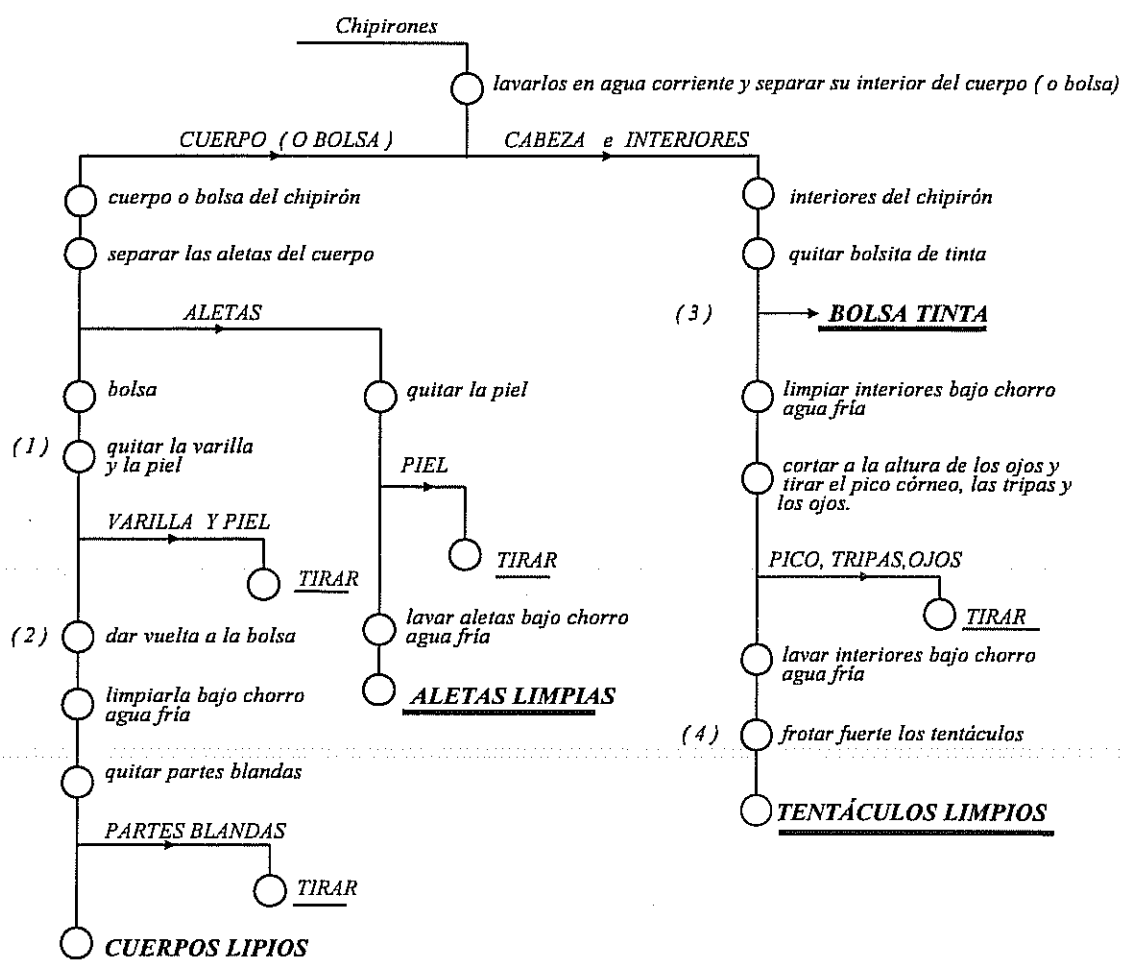 Chipirones
lavarlos en agua corriente y separar su interior del cuerpo ( o bolsa)
CUERPO ( O BOLSA )
CABEZA e INTERIORES
cuerpo o bolsa del chipirón
separar las aletas del cuerpo
ALETAS
bolsa
(1) quitar la varilla
y la piel
VARILLA Y PIEL
TIRAR
(2) dar vuelta a la bolsa
limpiarla bajo chorro
agua fría
quitar partes blandas
PARTES BLANDAS
TIRAR
CUERPOS LIPIOS
quitar la piel
PIEL
TIRAR
lavar aletas bajo chorro
agua fría
ALETAS LIMPIAS
interiores del chipirón
quitar bolsita de tinta
(3) BOLSA TINTA
limpiar interiores bajo chorro
agua fría
cortar a la altura de los ojos y
tirar el pico córneo, las tripas y
los ojos.
PICO, TRIPAS,OJOS
TIRAR
lavar interiores bajo chorro
agua fría
(4) frotar fuerte los tentáculos
TENTÁCULOS LIMPIOS